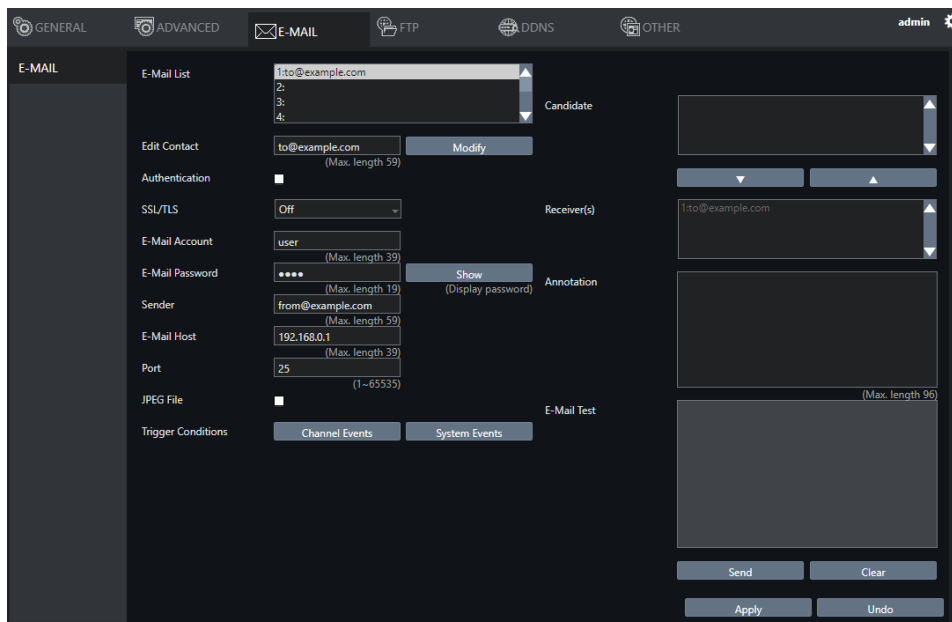 GENERAL
ADVANCED
E-MAIL
FTP
DDNS
OTHER
admin
E-MAIL
E-Mail List
1:to@example.com
2:
3:
4:
Edit Contact
to@example.com
Modify
(Max. length 59)
Authentication
SSL/TLS
Off
E-Mail Account
user
(Max. length 39)
E-Mail Password
●●●●
Show
(Max. length 19)
(Display password)
Sender
from@example.com
(Max. length 59)
E-Mail Host
192.168.0.1
(Max. length 39)
Port
25
(1~65535)
JPEG File
Trigger Conditions
Channel Events
System Events
Candidate
▼
▲
Receiver(s)
1:to@example.com
Annotation
(Max. length 96)
E-Mail Test
Send
Clear
Apply
Undo